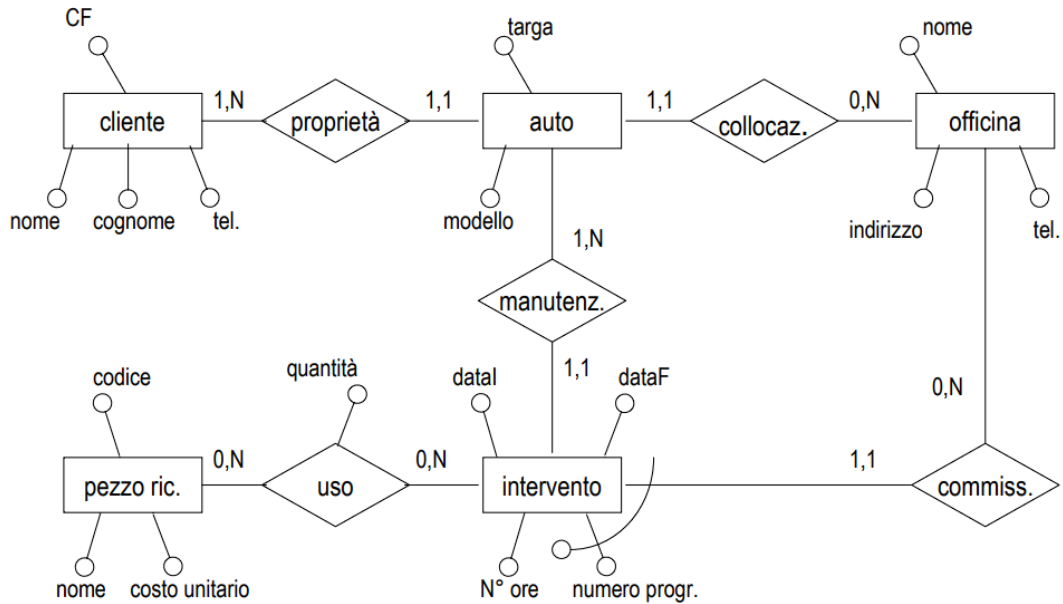 CF
targa
nome
1,N
1,1
1,1
0,N
cliente
proprietà
auto
collocaz.
officina
nome
cognome
tel.
modello
indirizzo
tel.
1,N
manutenz.
codice
quantità
dataI
1,1
dataF
0,N
0,N
0,N
1,1
pezzo ric.
uso
intervento
commiss.
nome
costo unitario
N° ore
numero progr.